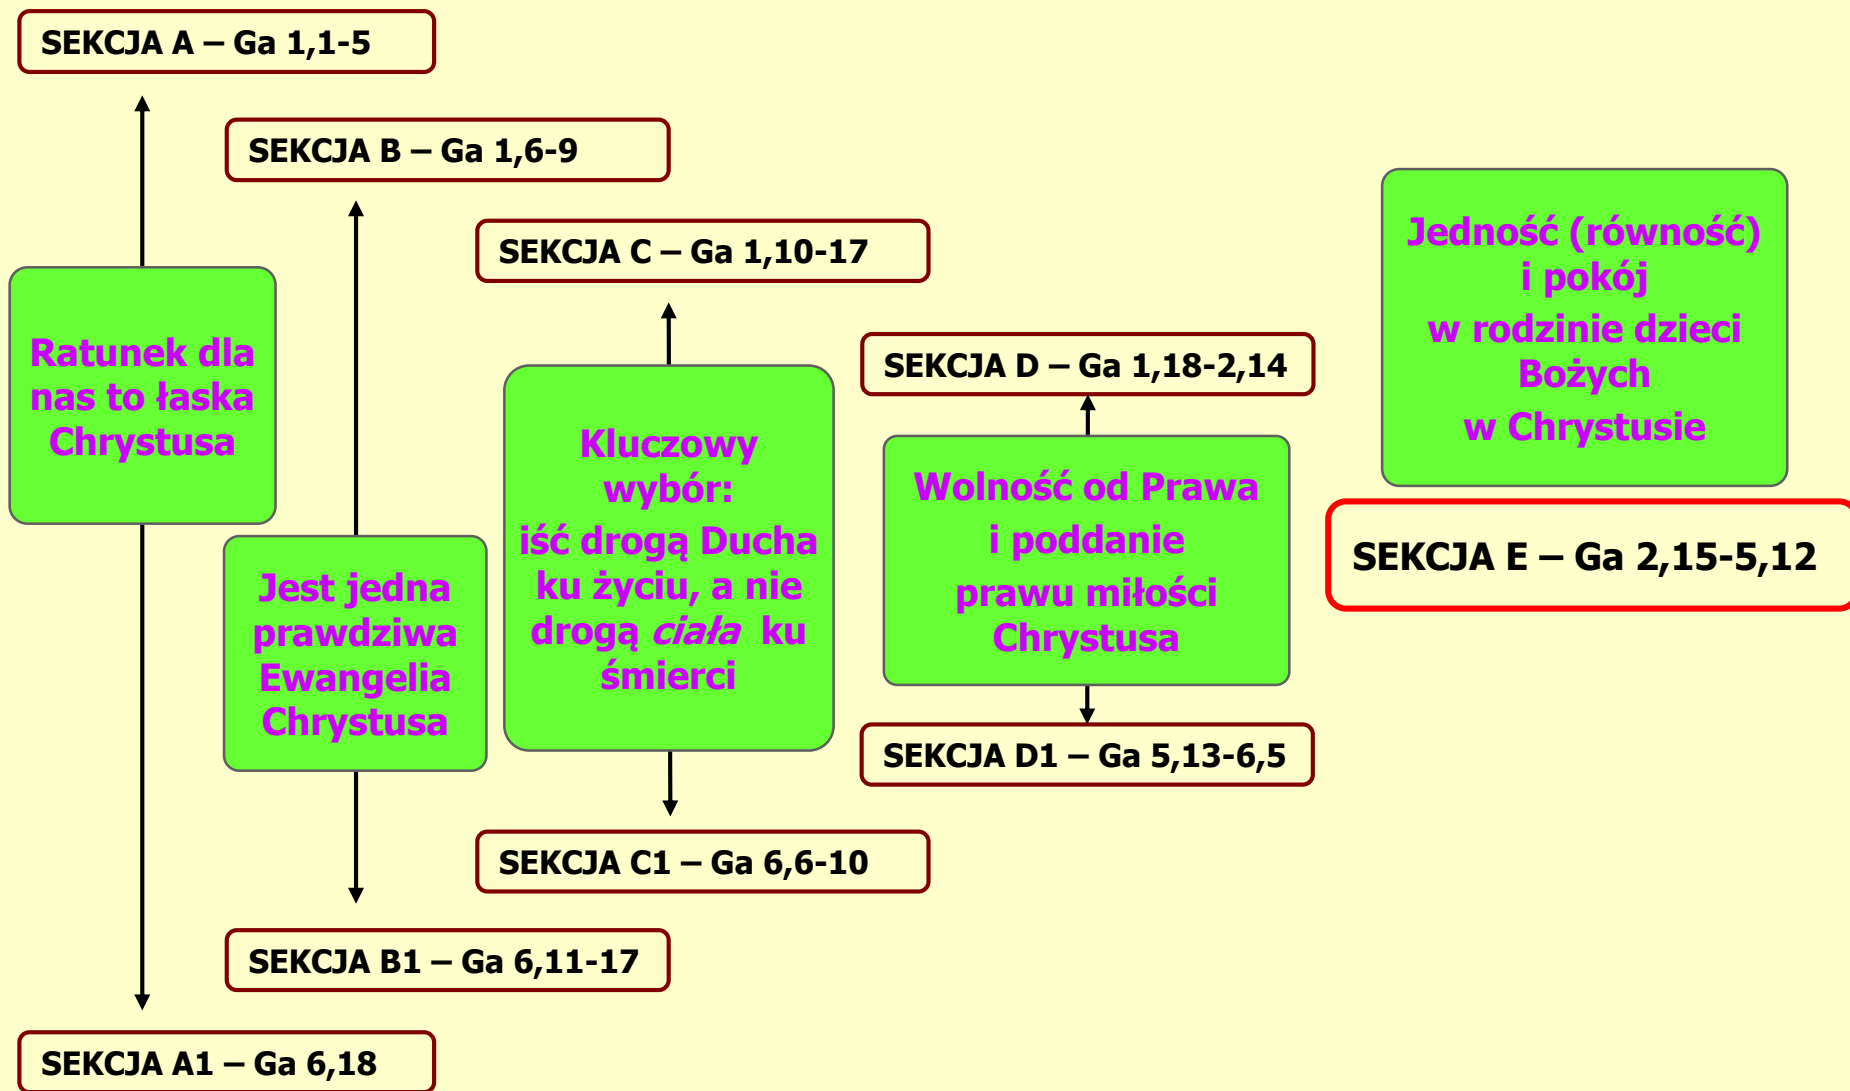 SEKCJA A – Ga 1,1-5
SEKCJA B – Ga 1,6-9
SEKCJA C – Ga 1,10-17
SEKCJA D – Ga 1,18-2,14
Jedność (równość)
i pokój
w rodzinie dzieci
Bożych
w Chrystusie
SEKCJA E – Ga 2,15-5,12
Ratunek dla
nas to łaska
Chrystusa
Jest jedna
prawdziwa
Ewangelia
Chrystusa
Kluczowy
wybór:
iść drogą Ducha
ku życiu, a nie
drogą ciała ku
śmierci
Wolność od Prawa
i poddanie
prawu miłości
Chrystusa
SEKCJA D1 – Ga 5,13-6,5
SEKCJA C1 – Ga 6,6-10
SEKCJA B1 – Ga 6,11-17
SEKCJA A1 – Ga 6,18